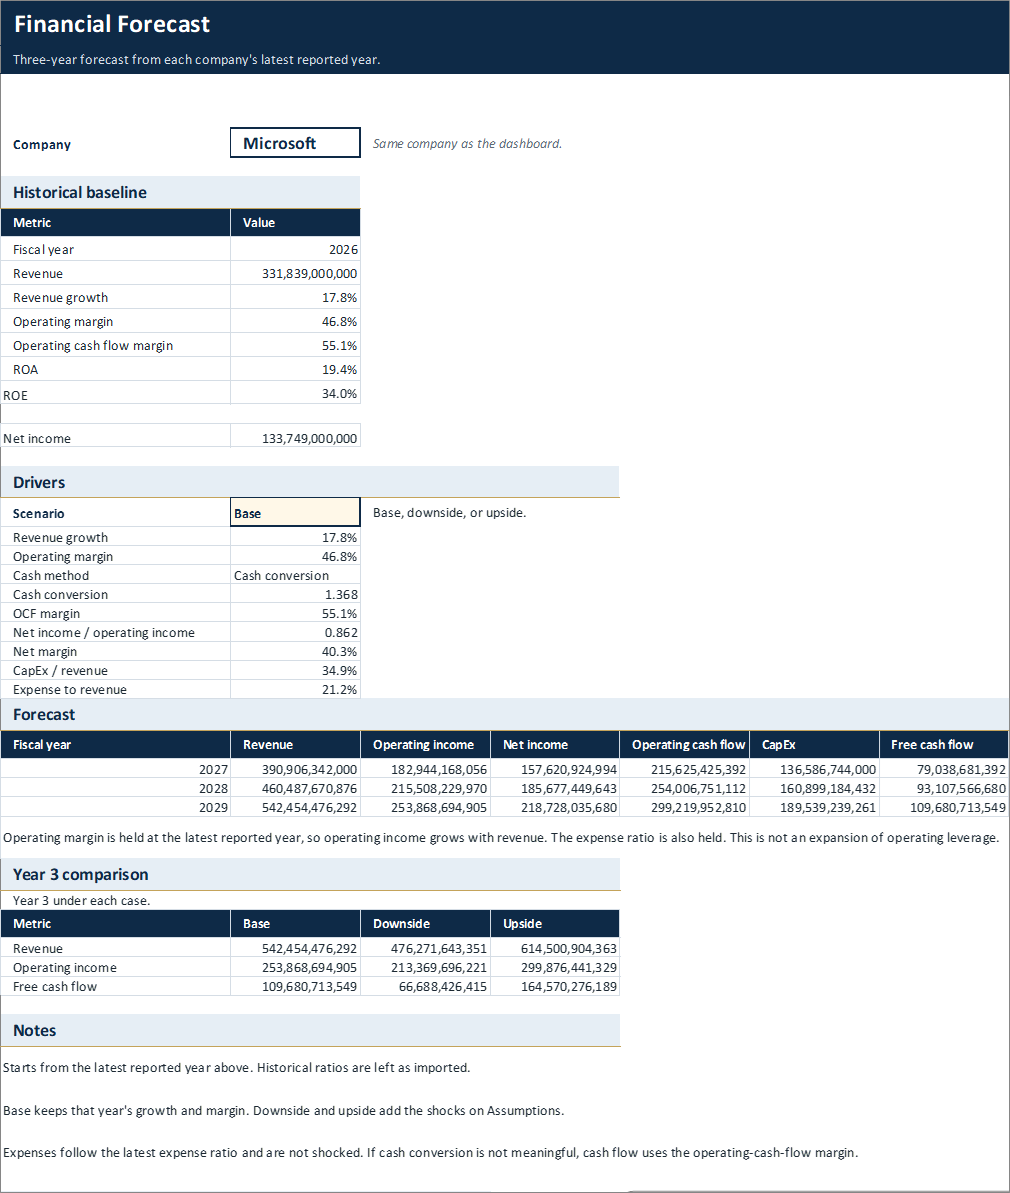 Financial Forecast
Three-year forecast from each company's latest reported year.
Company Microsoft Same company as the dashboard.
Historical baseline
Metric Value
Fiscal year 2026
Revenue 331,839,000,000
Revenue growth 17.8%
Operating margin 46.8%
Operating cash flow margin 55.1%
ROA 19.4%
ROE 34.0%
Net income 133,749,000,000
Drivers
Scenario Base Base, downside, or upside.
Revenue growth 17.8%
Operating margin 46.8%
Cash method Cash conversion
Cash conversion 1.368
OCF margin 55.1%
Net income / operating income 0.862
Net margin 40.3%
CapEx / revenue 34.9%
Expense to revenue 21.2%
Forecast
Fiscal year Revenue Operating income Net income Operating cash flow CapEx Free cash flow
2027 390,906,342,000 182,944,168,056 157,620,924,994 215,625,425,392 136,586,744,000 79,038,681,392
2028 460,487,670,876 215,508,229,970 185,677,449,643 254,006,751,112 160,899,184,432 93,107,566,680
2029 542,454,476,292 253,868,694,905 218,728,035,680 299,219,952,810 189,539,239,261 109,680,713,549
Operating margin is held at the latest reported year, so operating income grows with revenue. The expense ratio is also held. This is not an expansion of operating leverage.
Year 3 comparison
Year 3 under each case.
Metric Base Downside Upside
Revenue 542,454,476,292 476,271,643,351 614,500,904,363
Operating income 253,868,694,905 213,369,696,221 299,876,441,329
Free cash flow 109,680,713,549 66,688,426,415 164,570,276,189
Notes
Starts from the latest reported year above. Historical ratios are left as imported.
Base keeps that year's growth and margin. Downside and upside add the shocks on Assumptions.
Expenses follow the latest expense ratio and are not shocked. If cash conversion is not meaningful, cash flow uses the operating-cash-flow margin.